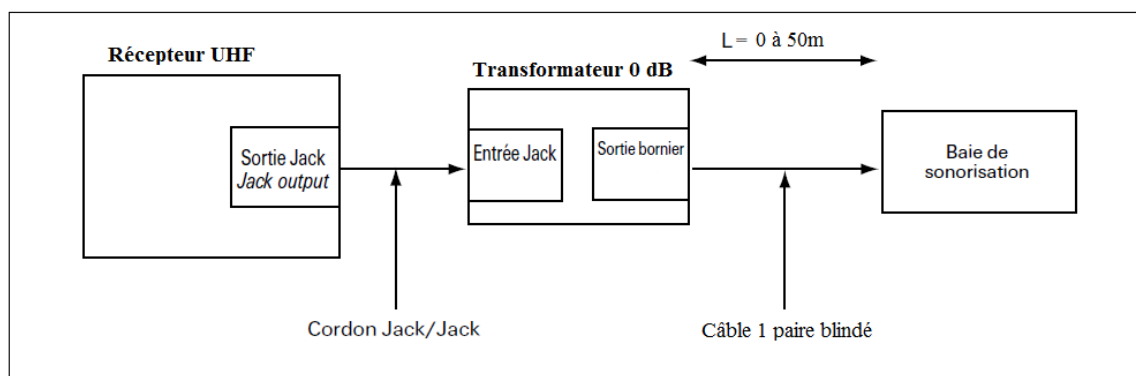 Récepteur UHF
Transformateur 0 dB
L = 0 à 50m
Sortie Jack
Jack output
Entrée Jack
Sortie bornier
Baie de
sonorisation
Cordon Jack/Jack
Câble 1 paire blindé